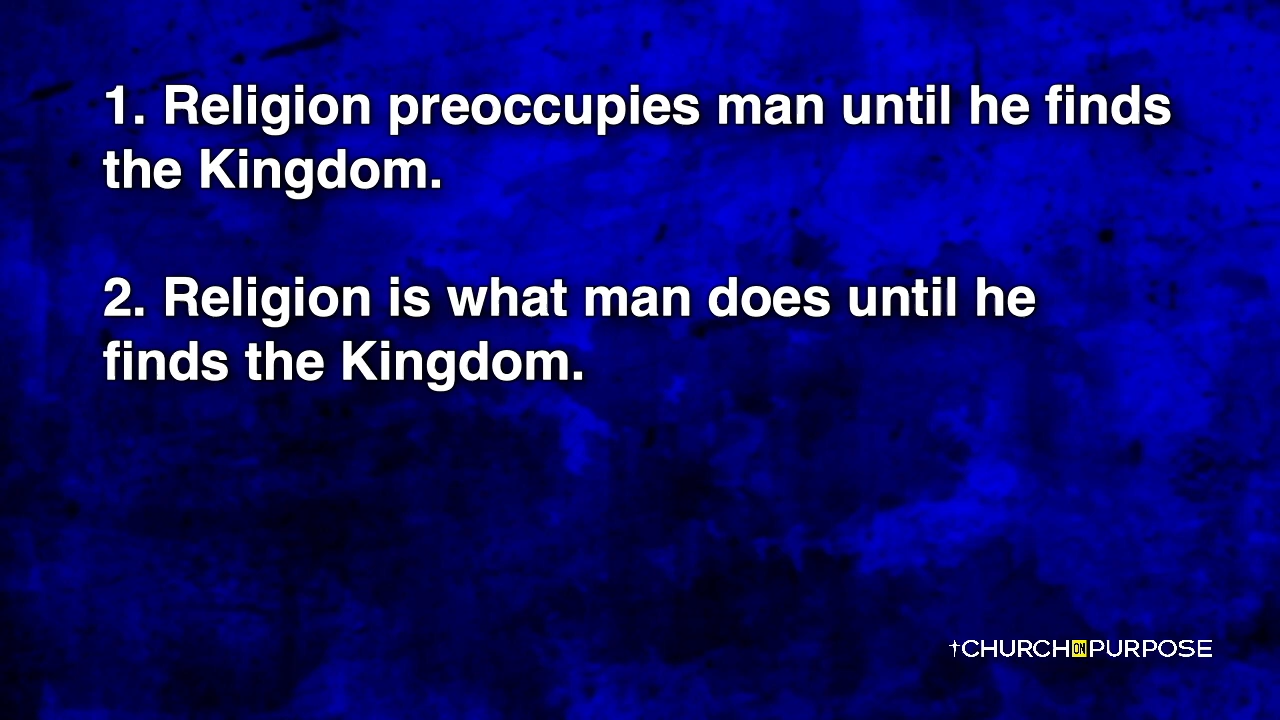 1. Religion preoccupies man until he finds
the Kingdom.
2. Religion is what man does until he
finds the Kingdom.
CHURCH ON PURPOSE